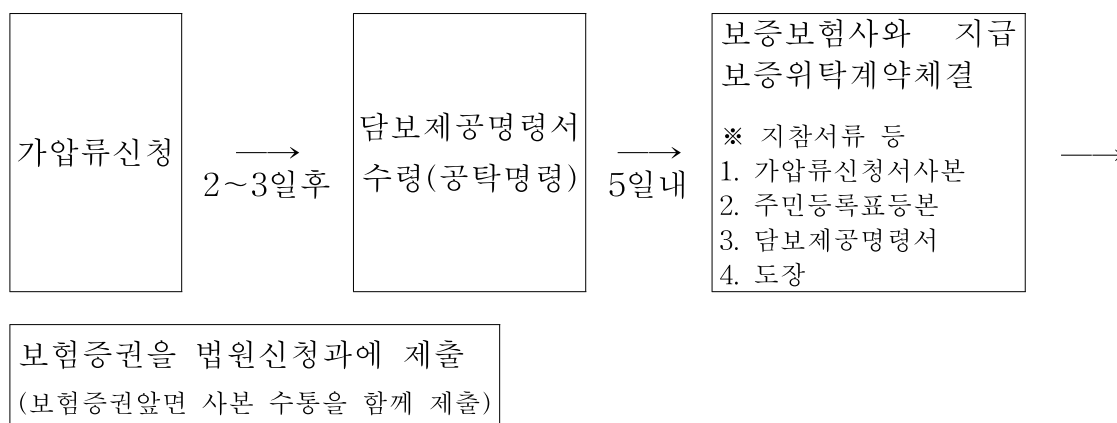 가압류신청
⟶
2~3일후
담보제공명령서
수령(공탁명령)
⟶
5일내
보증보험사와 지급
보증위탁계약체결
※ 지참서류 등
1. 가압류신청서사본
2. 주민등록표등본
3. 담보제공명령서
4. 도장
⟶
보험증권을 법원신청과에 제출
(보험증권앞면 사본 수통을 함께 제출)